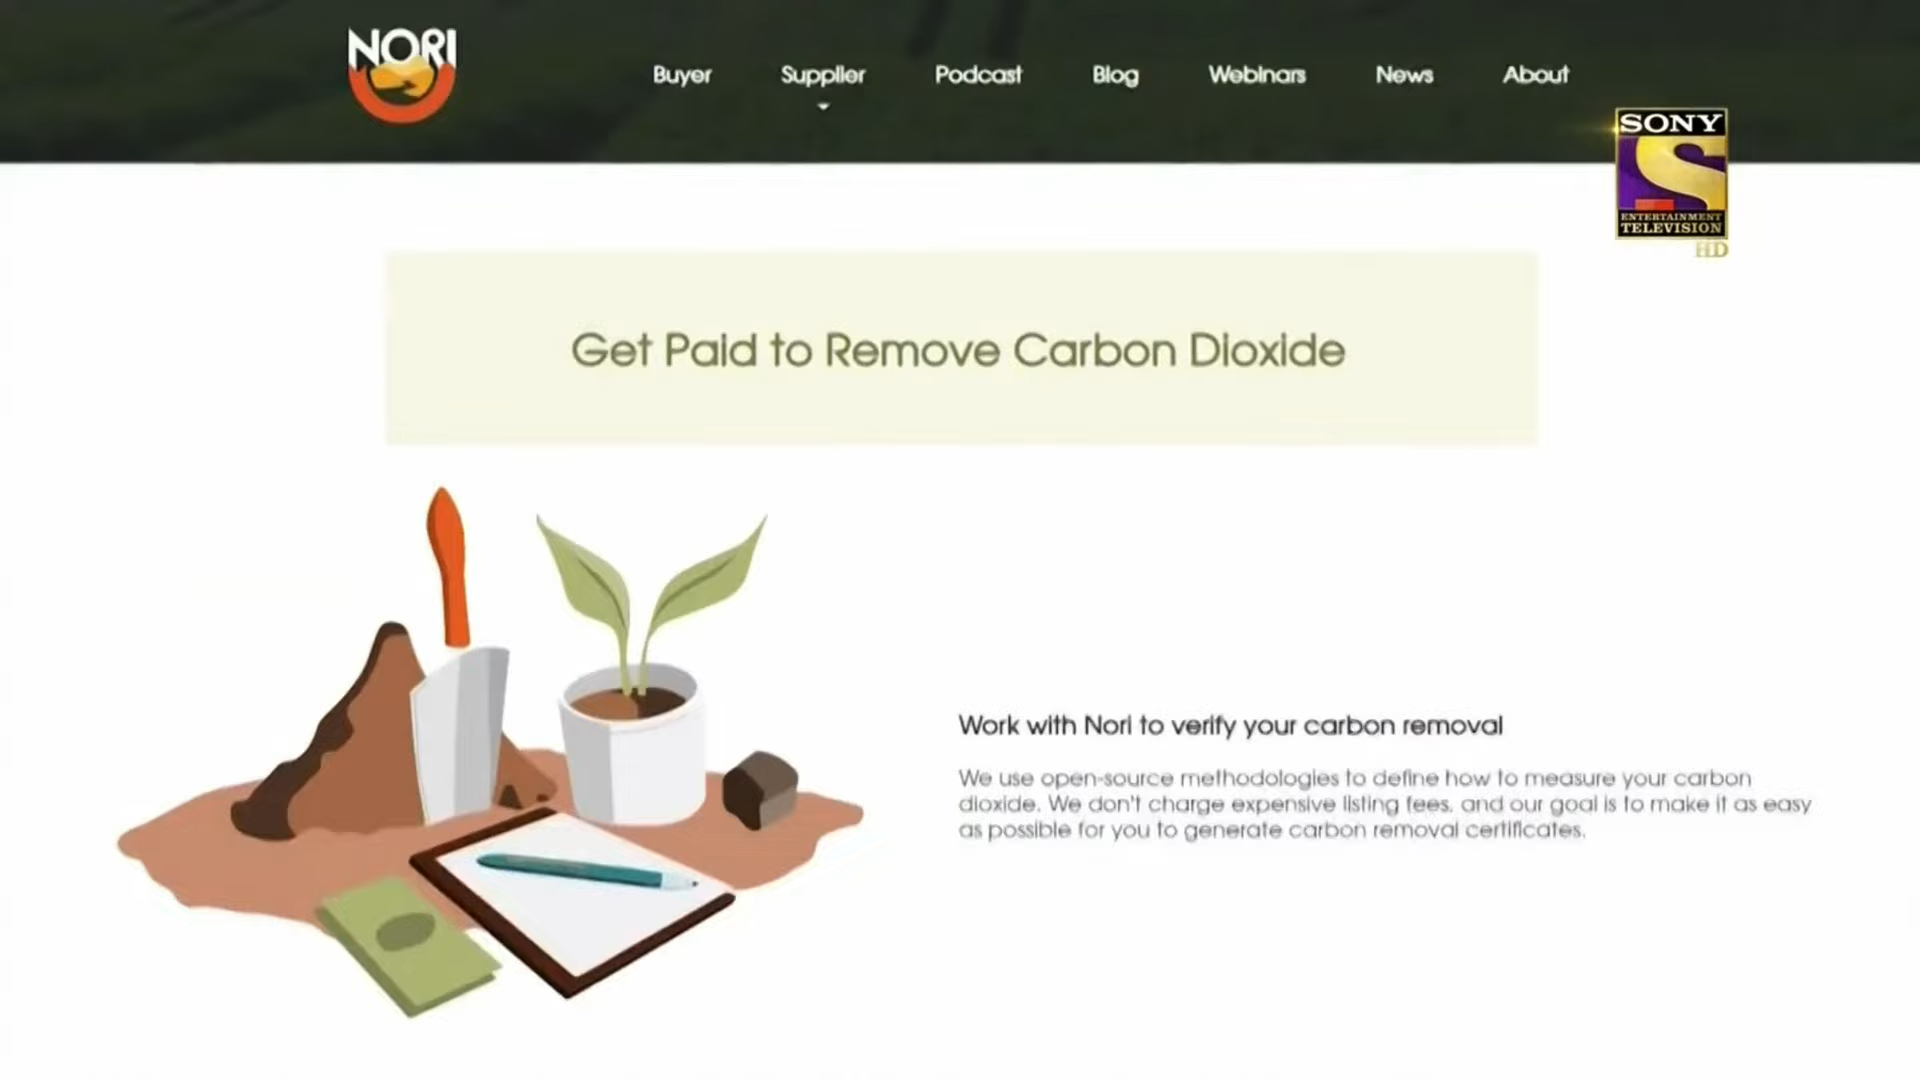 NORI
Buyer
Supplier
Podcast
Blog
Webinars
News
About
SONY
ENTERTAINMENT
TELEVISION
HD
Get Paid to Remove Carbon Dioxide
Work with Nori to verify your carbon removal
We use open-source methodologies to define how to measure your carbon
dioxide. We don't charge expensive listing fees, and our goal is to make it as easy
as possible for you to generate carbon removal certificates.